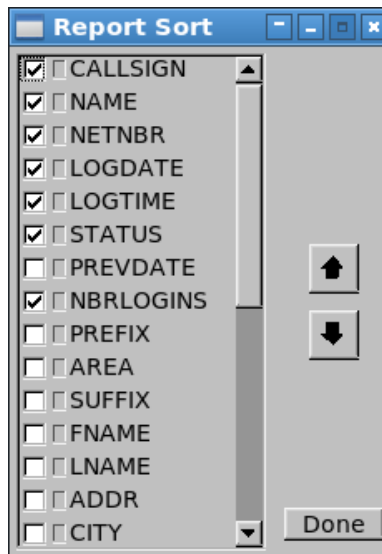 Report Sort
CALLSIGN
NAME
NETNBR
LOGDATE
LOGTIME
STATUS
PREVDATE
NBRLOGINS
PREFIX
AREA
SUFFIX
FNAME
LNAME
ADDR
CITY
Done